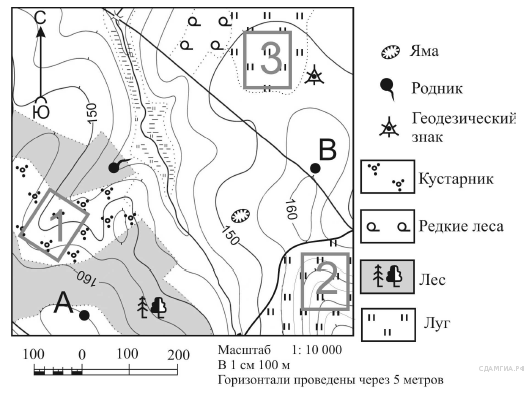 С
Ю
150
3
В
1
150
160
160
2
А
Яма
Родник
Геодезический
знак
Кустарник
Редкие леса
Лес
Луг
100 0 100 200
Масштаб 1: 10 000
В 1 см 100 м
Горизонтали проведены через 5 метров
СДАМГИА.РФ